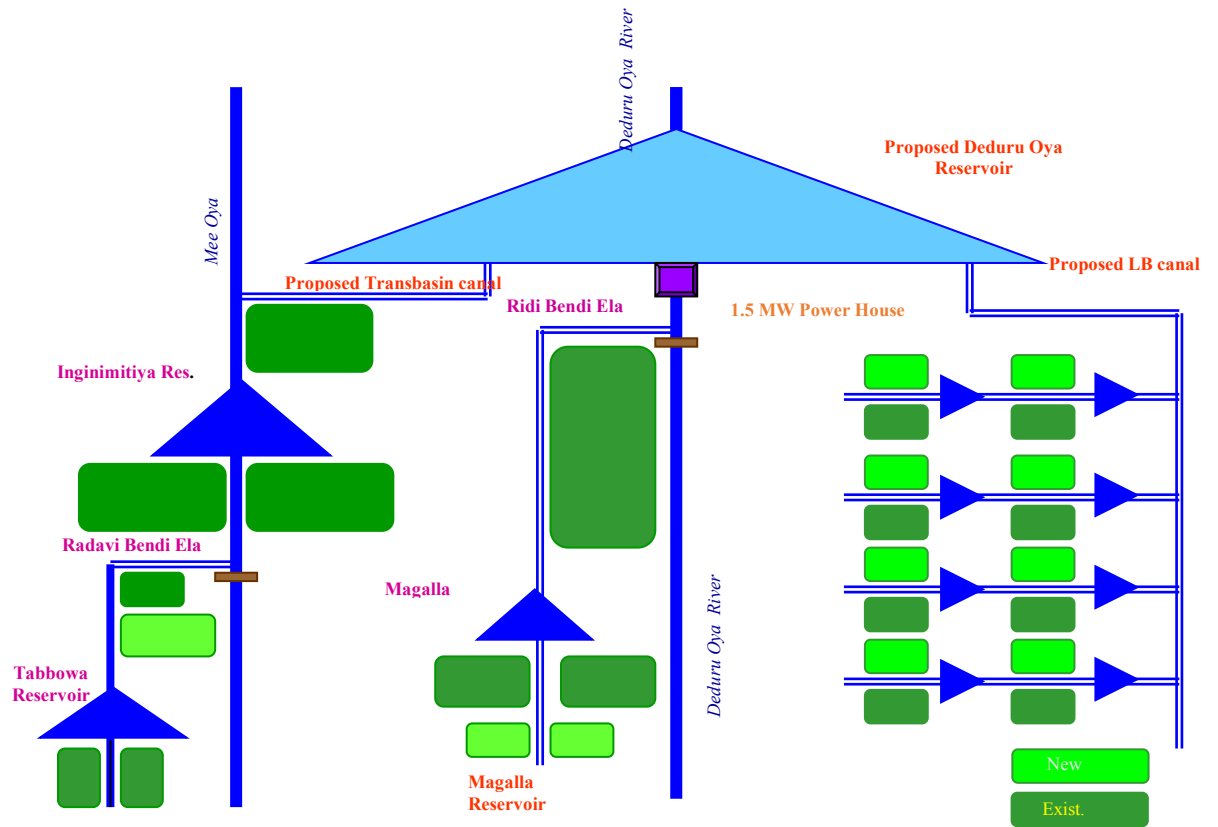 Deduru Oya River
Proposed Deduru Oya
Reservoir
Mee Oya
Proposed LB canal
Proposed Transbasin canal
Ridi Bendi Ela
1.5 MW Power House
Inginimitiya Res.
Radavi Bendi Ela
Magalla
Deduru Oya River
Tabbowa
Reservoir
Magalla
Reservoir
New
Exist.